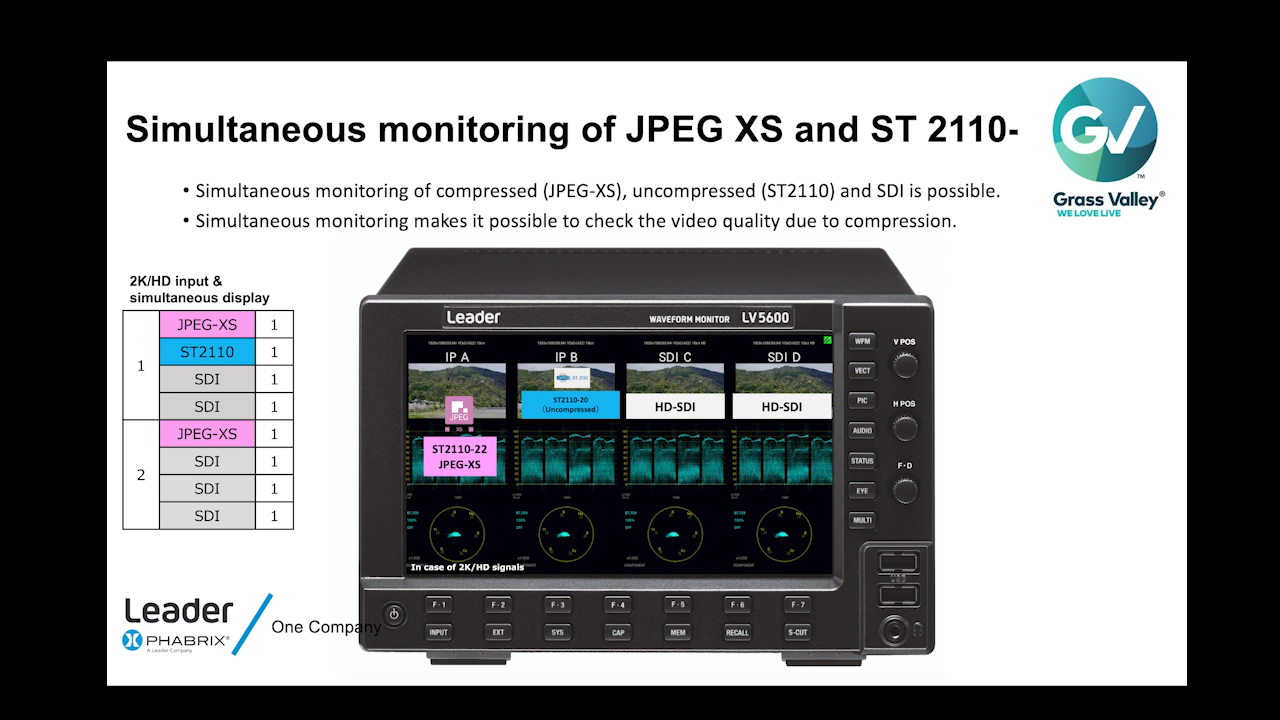 Simultaneous monitoring of JPEG XS and ST 2110-
GV
TM
Grass Valley®
WE LOVE LIVE
• Simultaneous monitoring of compressed (JPEG-XS), uncompressed (ST2110) and SDI is possible.
• Simultaneous monitoring makes it possible to check the video quality due to compression.
2K/HD input &
simultaneous display
1
JPEG-XS 1
ST2110 1
SDI 1
SDI 1
2
JPEG-XS 1
SDI 1
SDI 1
SDI 1
Leader WAVEFORM MONITOR LV5600
IP A IP B SDI C SDI D
JPEG
XS
ST2110-22
JPEG-XS
ST2110-20
(Uncompressed)
HD-SDI
HD-SDI
In case of 2K/HD signals
WFM
VECT
PIC
AUDIO
STATUS
EYE
MULTI
V POS
H POS
F·D
F·1 F·2 F·3 F·4 F·5 F·6 F·7
INPUT EXT SYS CAP MEM RECALL S-CUT
Leader
PHABRIX®
A Leader Company
One Company